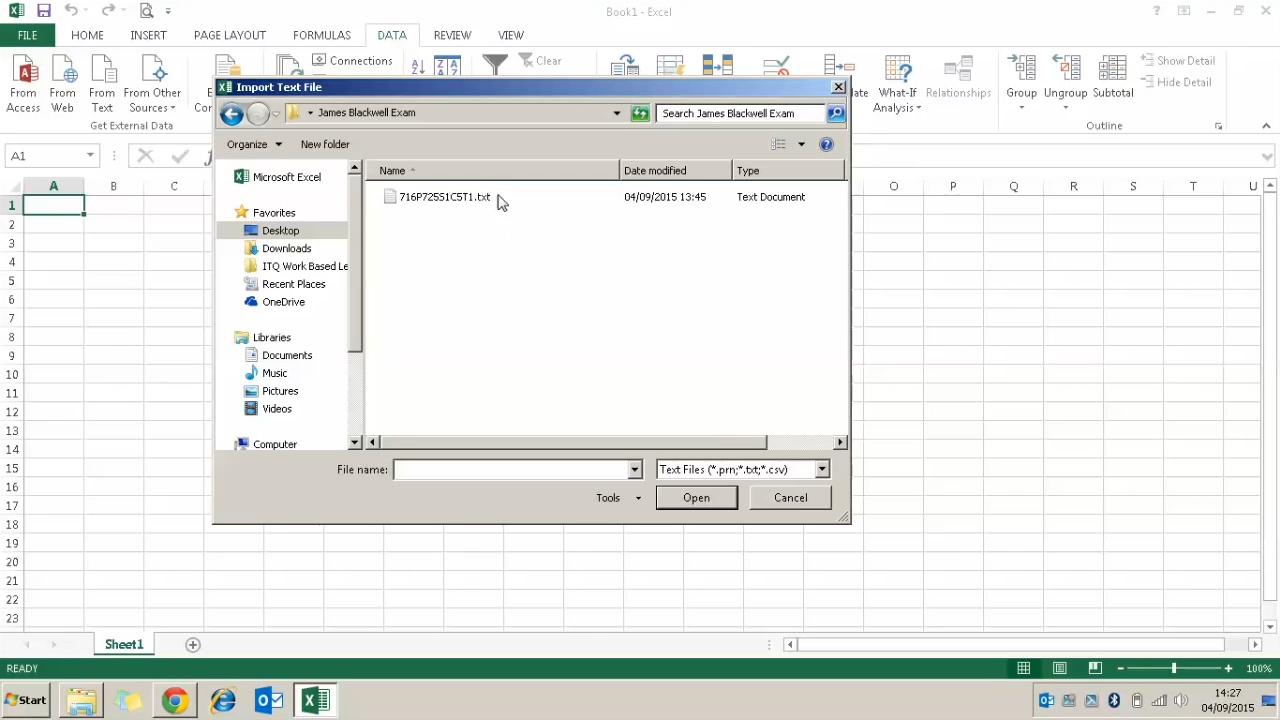 Book1 - Excel
FILE
HOME
INSERT
PAGE LAYOUT
FORMULAS
DATA
REVIEW
VIEW
From Access
From Web
From Text
From Other Sources
Get External Data
Connections
Clear
What-If Analysis
Relationships
Group
Ungroup
Subtotal
Show Detail
Hide Detail
Outline
Import Text File
James Blackwell Exam
Search James Blackwell Exam
Organize
New folder
Name
Date modified
Type
716P725S1C5T1.txt
04/09/2015 13:45
Text Document
Microsoft Excel
Favorites
Desktop
Downloads
ITQ Work Based Le
Recent Places
OneDrive
Libraries
Documents
Music
Pictures
Videos
Computer
File name:
Text Files (*.prn;*.txt;*.csv)
Tools
Open
Cancel
A1
A B C O P Q R S T U
1
2
3
4
5
6
7
8
9
10
11
12
13
14
15
16
17
18
19
20
21
22
23
Sheet1
READY
100%
Start
14:27
04/09/2015